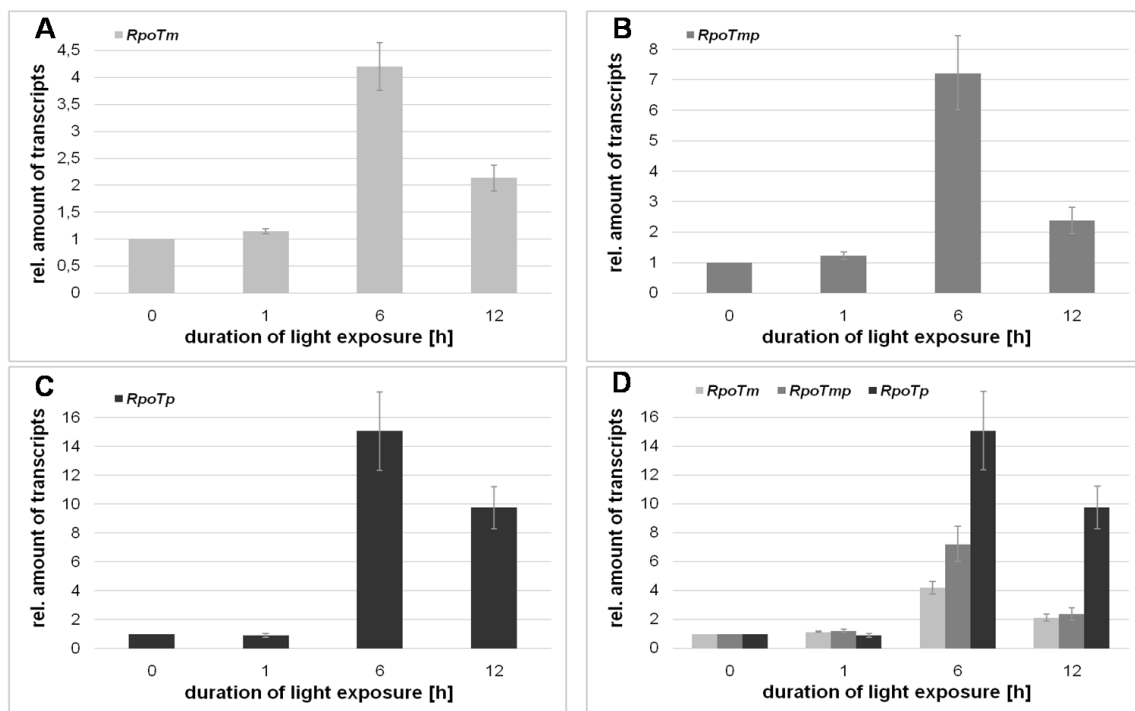 A
RpoTm
rel. amount of transcripts
4,5
4
3,5
3
2,5
2
1,5
1
0,5
0
0 1 6 12
duration of light exposure [h]
B
RpoTmp
rel. amount of transcripts
8
7
6
5
4
3
2
1
0
0 1 6 12
duration of light exposure [h]
C
RpoTp
rel. amount of transcripts
16
14
12
10
8
6
4
2
0
0 1 6 12
duration of light exposure [h]
D
RpoTm RpoTmp RpoTp
rel. amount of transcripts
16
14
12
10
8
6
4
2
0
0 1 6 12
duration of light exposure [h]